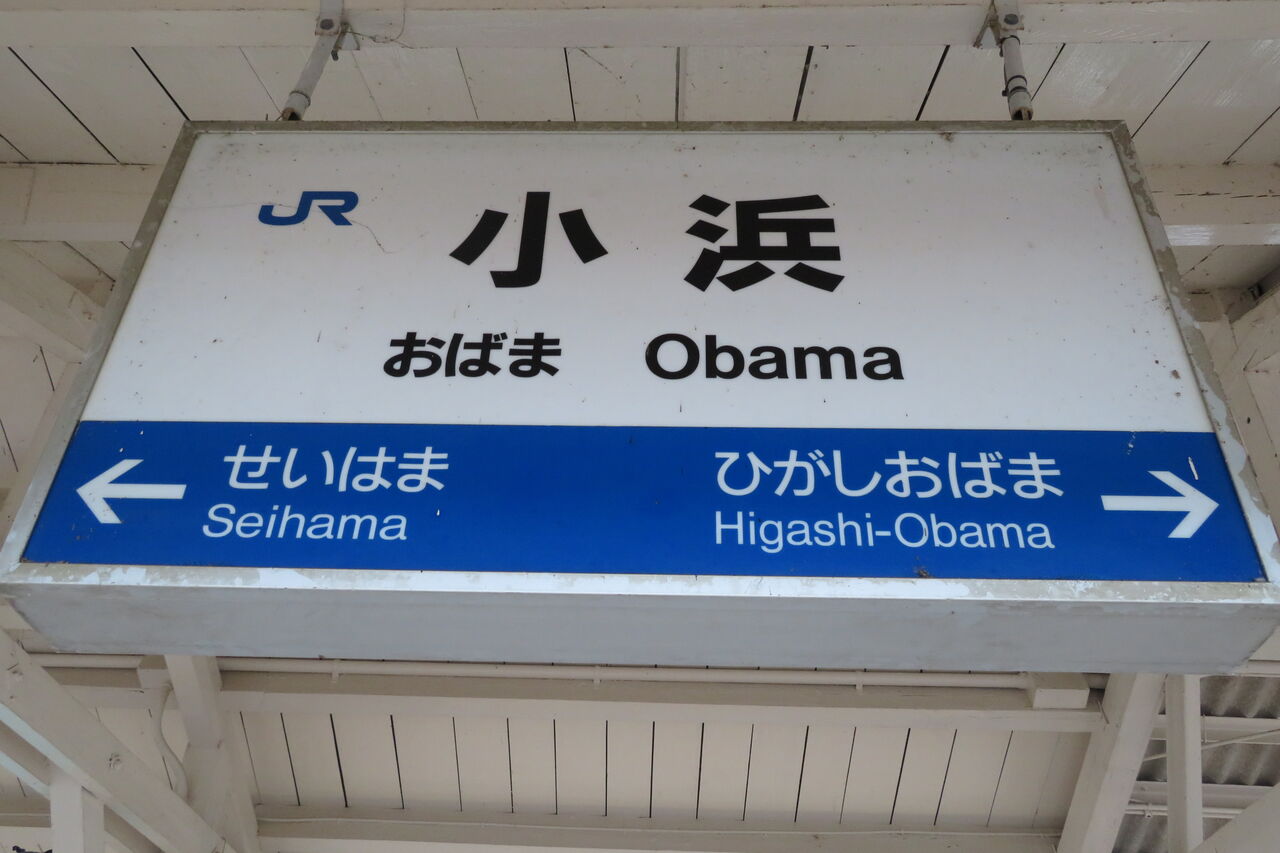 JR
小浜
おばま Obama
せいはま
Seihama
ひがしおばま
Higashi-Obama